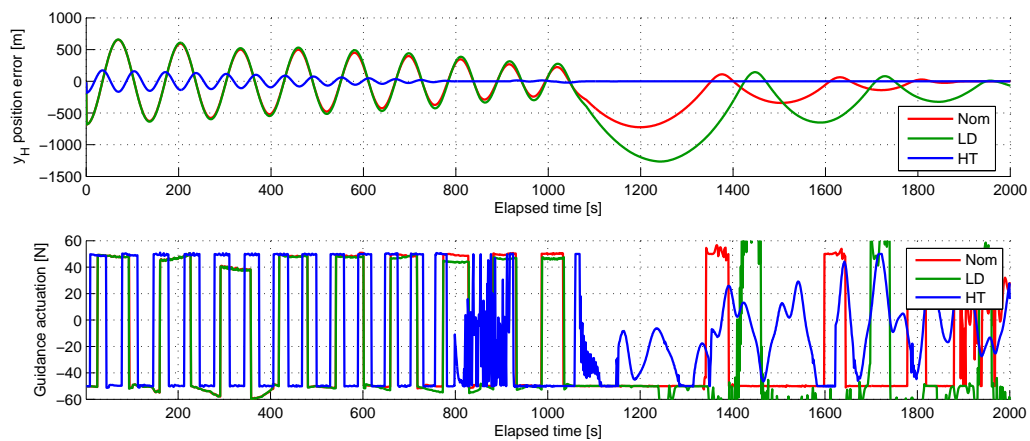 1000
500
0
-500
-1000
-1500
y_H position error [m]
0 200 400 600 800 1000 1200 1400 1600 1800 2000
Elapsed time [s]
Nom
LD
HT
60
40
20
0
-20
-40
-60
Guidance actuation [N]
200 400 600 800 1000 1200 1400 1600 1800 2000
Elapsed time [s]
Nom
LD
HT